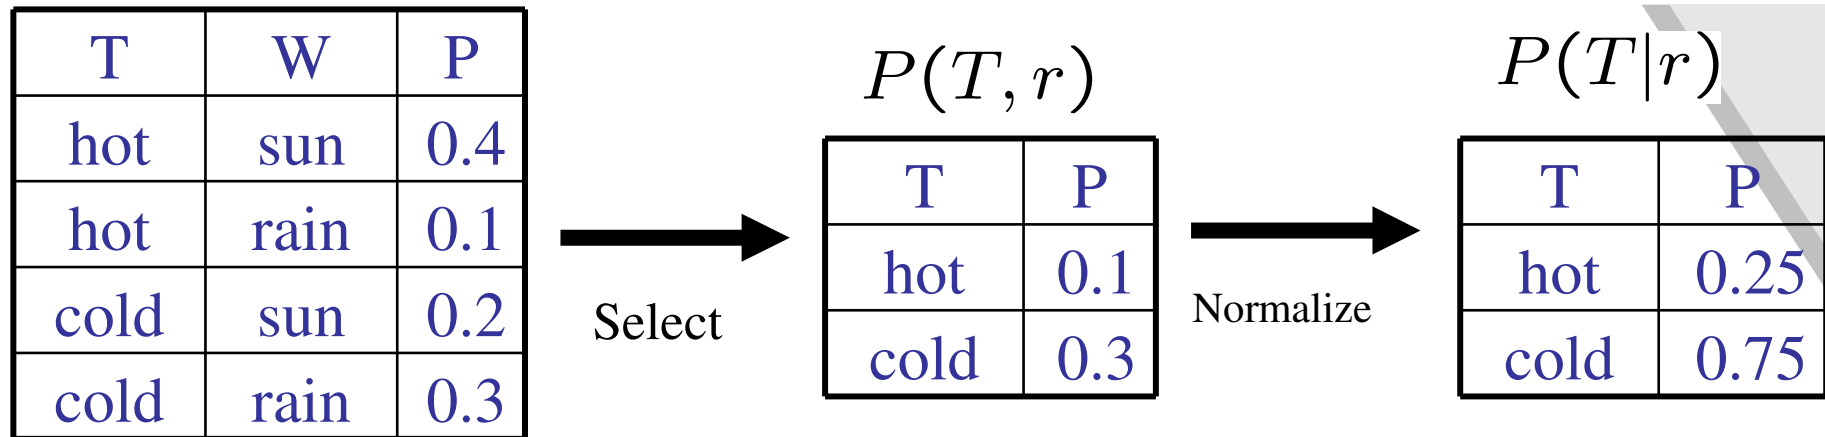 T W P
hot sun 0.4
hot rain 0.1
cold sun 0.2
cold rain 0.3
Select
P(T, r)
T P
hot 0.1
cold 0.3
Normalize
P(T|r)
T P
hot 0.25
cold 0.75